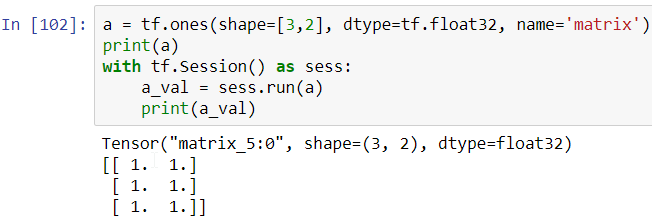 In [102]: a = tf.ones(shape=[3,2], dtype=tf.float32, name='matrix')
print(a)
with tf.Session() as sess:
    a_val = sess.run(a)
    print(a_val)
Tensor("matrix_5:0", shape=(3, 2), dtype=float32)
[[ 1.  1.]
 [ 1.  1.]
 [ 1.  1.]]